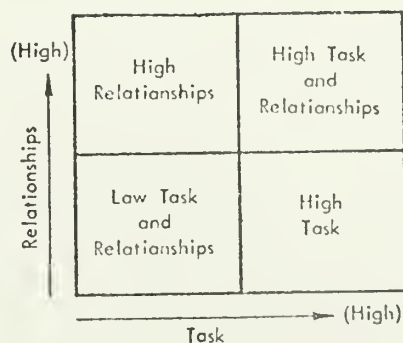 (High)
Relationships
High
Relationships
High Task
and
Relationships
Law Task
and
Relationships
High
Task
(High)
Task